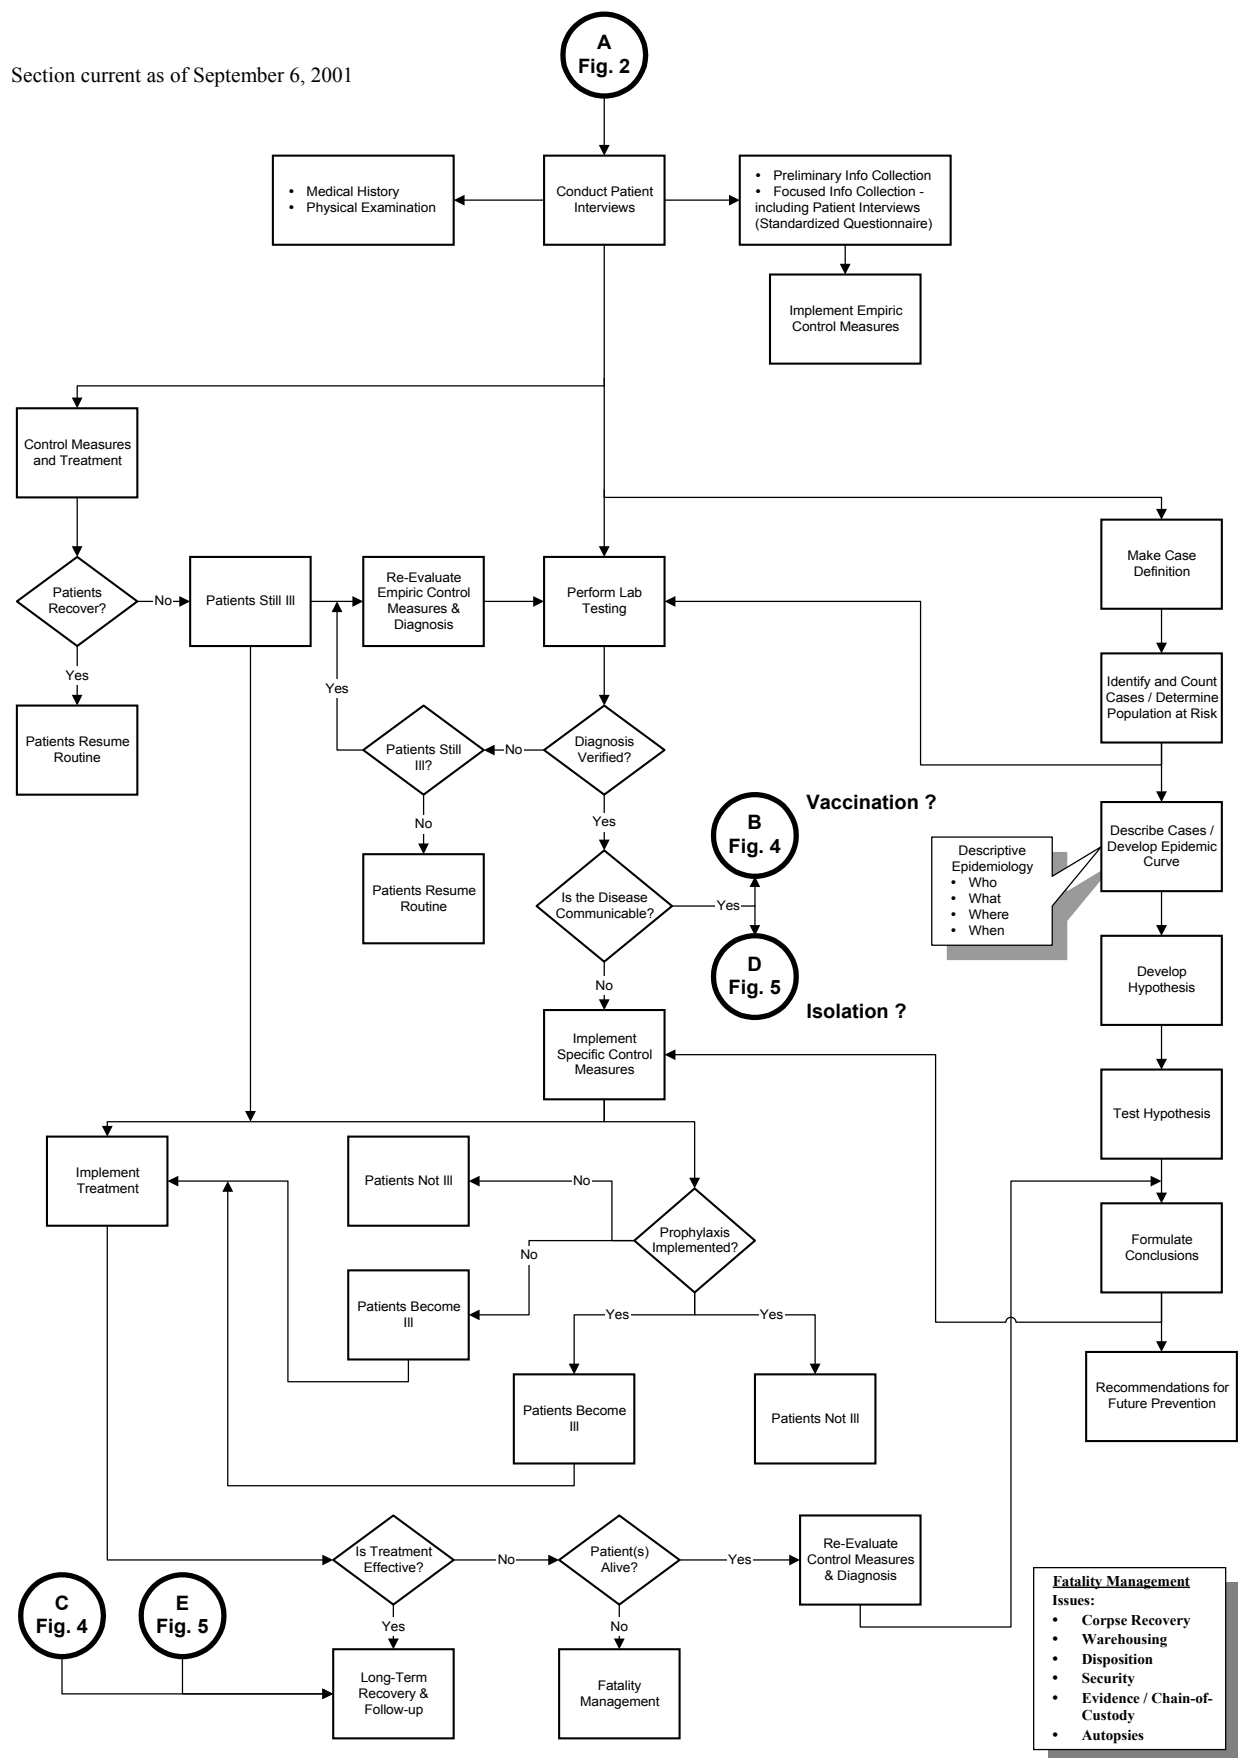 A
Fig. 2
Section current as of September 6, 2001
• Medical History
• Physical Examination
Conduct Patient
Interviews
• Preliminary Info Collection
• Focused Info Collection -
including Patient Interviews
(Standardized Questionnaire)
Implement Empiric
Control Measures
Control Measures
and Treatment
Patients
Recover?
No
Patients Still Ill
Re-Evaluate
Empiric Control
Measures &
Diagnosis
Perform Lab
Testing
Make Case
Definition
Yes
Patients Resume
Routine
Yes
Patients Still
Ill?
No
Diagnosis
Verified?
Identify and Count
Cases / Determine
Population at Risk
No
Patients Resume
Routine
Yes
Is the Disease
Communicable?
Yes
B
Fig. 4
Vaccination ?
D
Fig. 5
Isolation ?
Descriptive
Epidemiology
• Who
• What
• Where
• When
Describe Cases /
Develop Epidemic
Curve
Develop
Hypothesis
No
Implement
Specific Control
Measures
Test Hypothesis
Implement
Treatment
Patients Not Ill
No
Prophylaxis
Implemented?
No
Formulate
Conclusions
Patients Become
Ill
Yes
Yes
Patients Become
Ill
Patients Not Ill
Recommendations for
Future Prevention
Is Treatment
Effective?
No
Patient(s)
Alive?
Yes
Re-Evaluate
Control Measures
& Diagnosis
C
Fig. 4
E
Fig. 5
Yes
Long-Term
Recovery &
Follow-up
No
Fatality
Management
Fatality Management
Issues:
• Corpse Recovery
• Warehousing
• Disposition
• Security
• Evidence / Chain-of-
Custody
• Autopsies